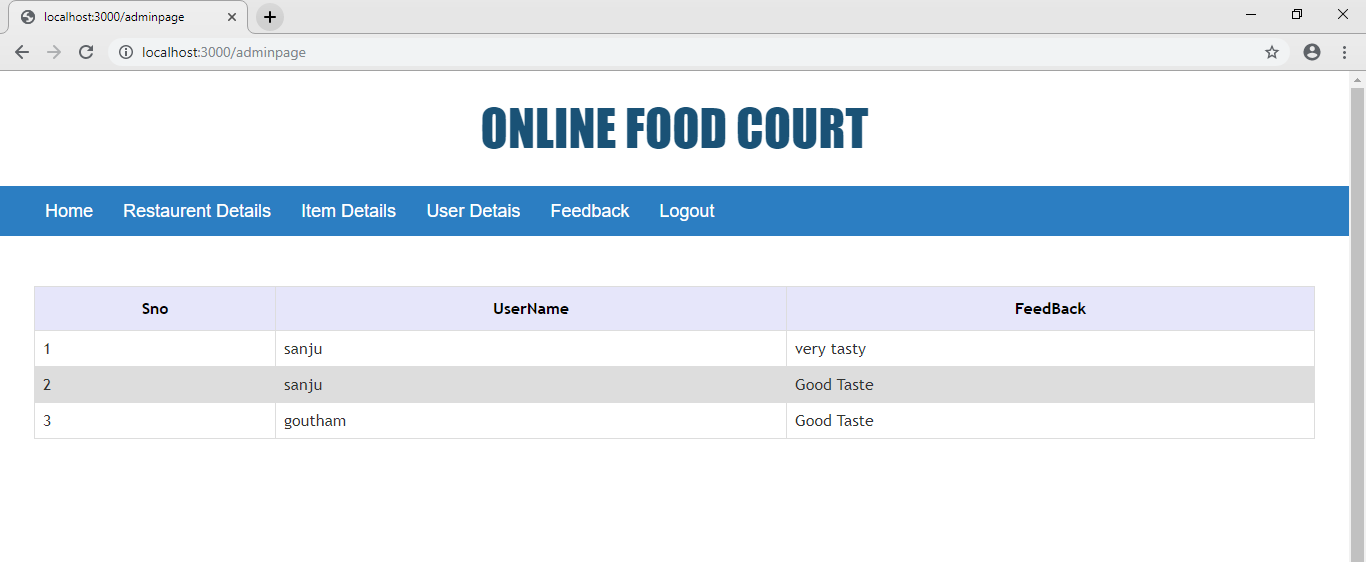 localhost:3000/adminpage
localhost:3000/adminpage
ONLINE FOOD COURT
Home Restaurent Details Item Details User Detais Feedback Logout
Sno UserName FeedBack
1 sanju very tasty
2 sanju Good Taste
3 goutham Good Taste